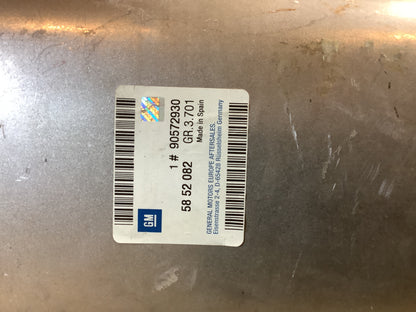 1 # 90572930
GR.3.701
58 52 082
Made in Spain
GM
GENERAL MOTORS EUROPE AFTERSALES,
Eisenstrasse 2-4, D-65428 Rüsselsheim Germany